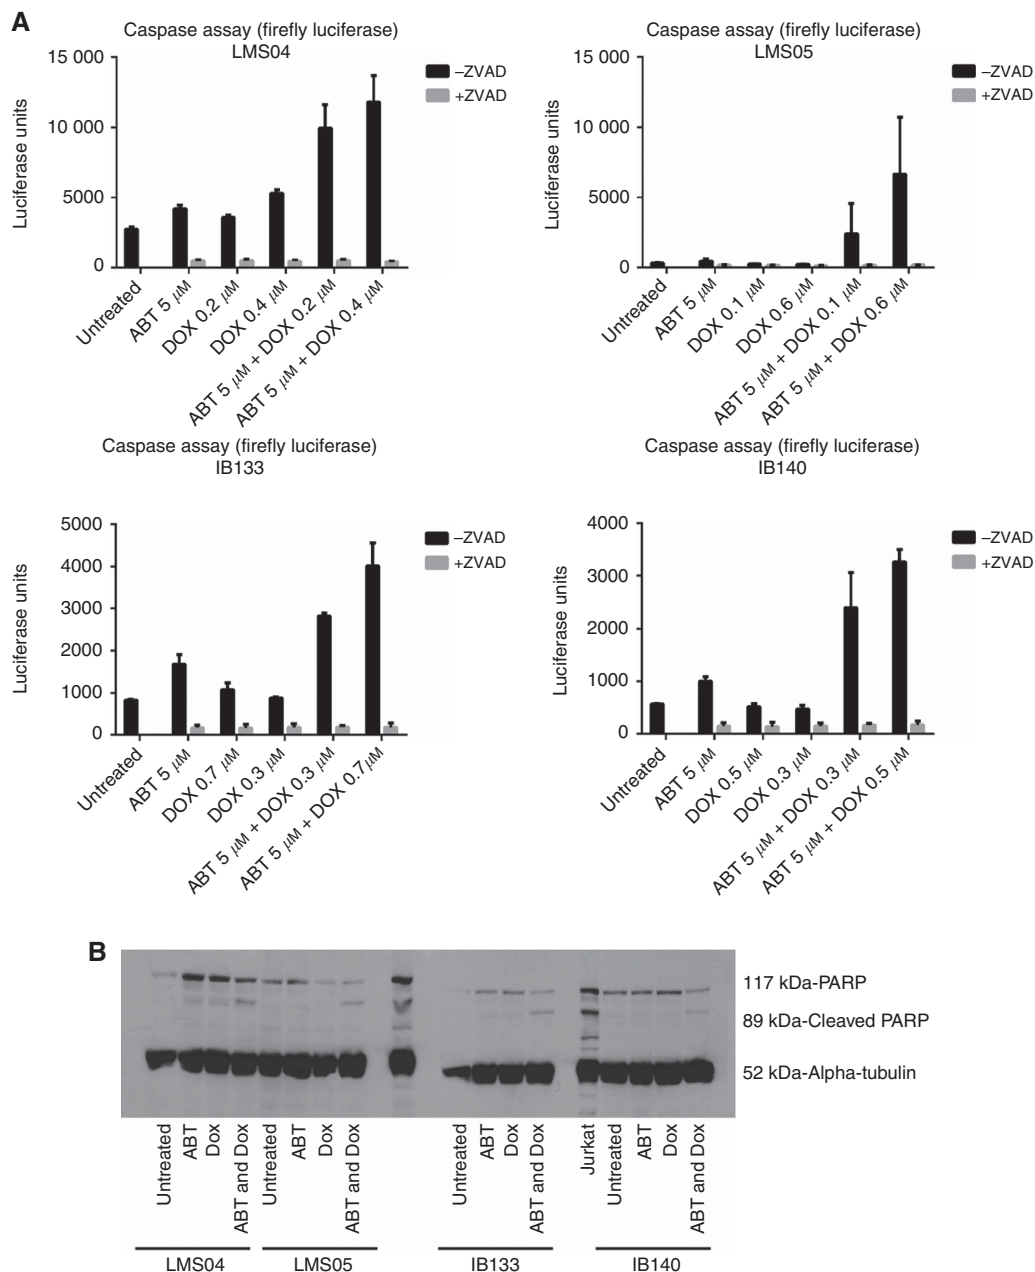 A
Caspase assay (firefly luciferase)
LMS04
15 000
10 000
5000
0
Luciferase units
–ZVAD
+ZVAD
Untreated
ABT 5 μM
DOX 0.2 μM
DOX 0.4 μM
ABT 5 μM + DOX 0.2 μM
ABT 5 μM + DOX 0.4 μM
Caspase assay (firefly luciferase)
LMS05
15 000
10 000
5000
0
Luciferase units
–ZVAD
+ZVAD
Untreated
ABT 5 μM
DOX 0.1 μM
DOX 0.6 μM
ABT 5 μM + DOX 0.1 μM
ABT 5 μM + DOX 0.6 μM
Caspase assay (firefly luciferase)
IB133
5000
4000
3000
2000
1000
0
Luciferase units
–ZVAD
+ZVAD
Untreated
ABT 5 μM
DOX 0.7 μM
DOX 0.3 μM
ABT 5 μM + DOX 0.3 μM
ABT 5 μM + DOX 0.7μM
Caspase assay (firefly luciferase)
IB140
4000
3000
2000
1000
0
Luciferase units
–ZVAD
+ZVAD
Untreated
ABT 5 μM
DOX 0.5 μM
DOX 0.3 μM
ABT 5 μM + DOX 0.3 μM
ABT 5 μM + DOX 0.5 μM
B
117 kDa-PARP
89 kDa-Cleaved PARP
52 kDa-Alpha-tubulin
Untreated
ABT
Dox
ABT and Dox
Untreated
ABT
Dox
ABT and Dox
Untreated
ABT
Dox
ABT and Dox
Jurkat
Untreated
ABT
Dox
ABT and Dox
LMS04
LMS05
IB133
IB140